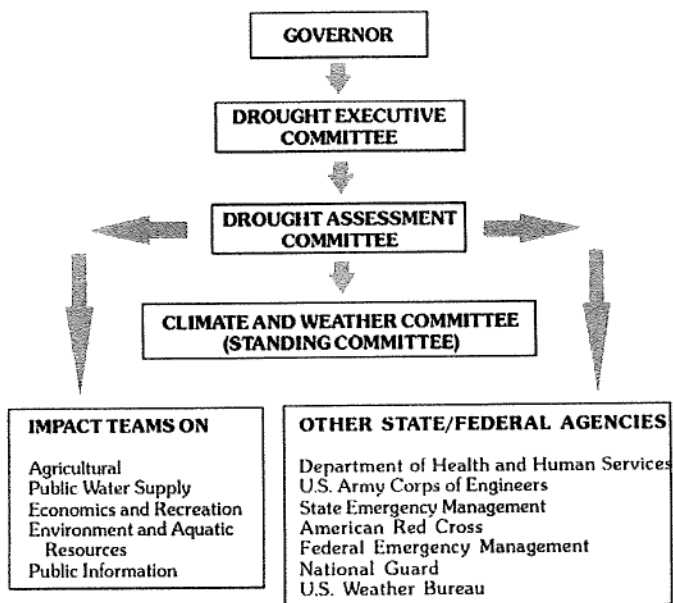 GOVERNOR
DROUGHT EXECUTIVE
COMMITTEE
DROUGHT ASSESSMENT
COMMITTEE
CLIMATE AND WEATHER COMMITTEE
(STANDING COMMITTEE)
IMPACT TEAMS ON
Agricultural
Public Water Supply
Economics and Recreation
Environment and Aquatic
Resources
Public Information
OTHER STATE/FEDERAL AGENCIES
Department of Health and Human Services
U.S. Army Corps of Engineers
State Emergency Management
American Red Cross
Federal Emergency Management
National Guard
U.S. Weather Bureau